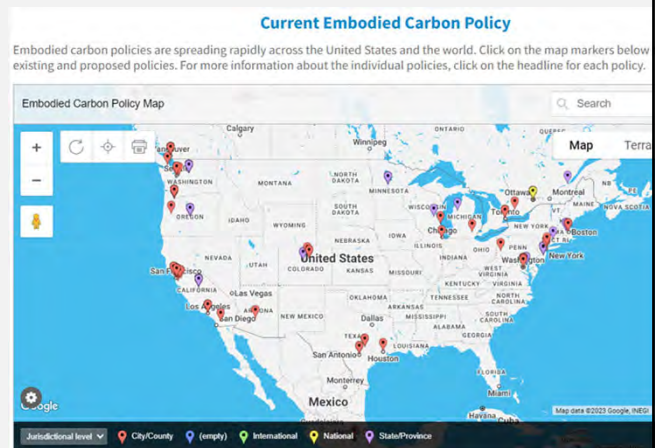 Current Embodied Carbon Policy
Embodied carbon policies are spreading rapidly across the United States and the world. Click on the map markers below
existing and proposed policies. For more information about the individual policies, click on the headline for each policy.
Embodied Carbon Policy Map
Search
Map
Terra
Calgary
Winnipeg
ONTARIO
WASHINGTON
MONTANA
NORTH
DAKOTA
MINNESOTA
Ottawa
Montreal
NB
PE
MAINE
NOVA SCOTIA
OREGON
IDAHO
WYOMING
SOUTH
DAKOTA
WISCONSIN
MICHIGAN
Toronto
NEW YORK
Boston
Chicago
IOWA
NEBRASKA
ILLINOIS
INDIANA
OHIO
PENN
New York
NEVADA
UTAH
COLORADO
United States
KANSAS
MISSOURI
WEST
VIRGINIA
VIRGINIA
KENTUCKY
Washington
San Francisco
CALIFORNIA
Las Vegas
Los Angeles
San Diego
ARIZONA
NEW MEXICO
OKLAHOMA
ARKANSAS
TENNESSEE
NORTH
CAROLINA
SOUTH
CAROLINA
MISSISSIPPI
ALABAMA
GEORGIA
Dallas
TEXAS
LOUISIANA
San Antonio
Houston
FLORIDA
Monterrey
Miami
Mexico
Havana
Cuba
Google
Map data ©2023 Google, INEGI
Jurisdictional level
City/County
(empty)
International
National
State/Province